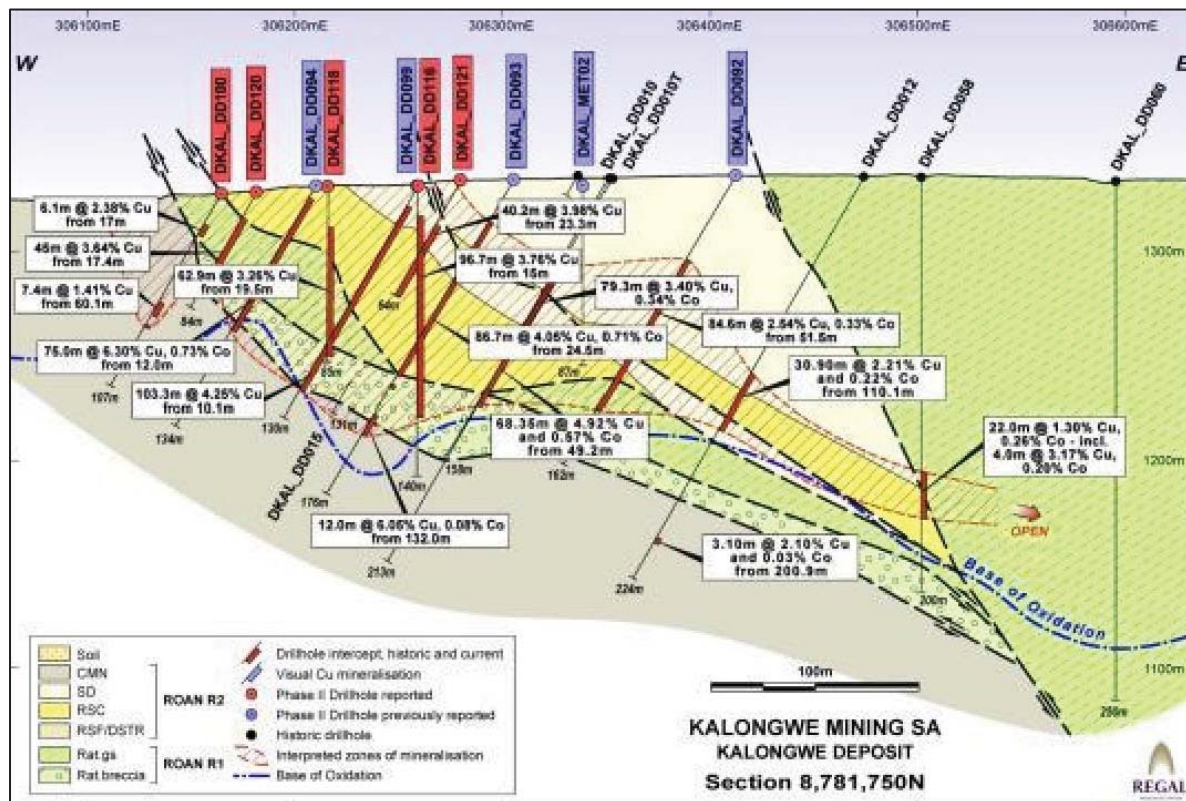 306100mE
306200mE
306300mE
306400mE
306500mE
306600mE
W
E
DKAL_DD100
DKAL_DD120
DKAL_DD094
DKAL_DD118
DKAL_DD099
DKAL_DD116
DKAL_DD121
DKAL_DD093
DKAL_MET02
DKAL_DD010
DKAL_DD010T
DKAL_DD092
DKAL_DD012
DKAL_DD058
DKAL_DD060
6.1m @ 2.38% Cu
from 17m
45m @ 3.64% Cu
from 17.4m
7.4m @ 1.41% Cu
from 60.1m
62.9m @ 3.26% Cu
from 19.5m
40.2m @ 3.98% Cu
from 23.3m
96.7m @ 3.76% Cu
from 15m
79.3m @ 3.40% Cu,
0.34% Co
84.6m @ 2.54% Cu, 0.33% Co
from 51.5m
86.7m @ 4.05% Cu, 0.71% Co
from 24.5m
75.0m @ 6.30% Cu, 0.73% Co
from 12.0m
103.3m @ 4.25% Cu
from 10.1m
30.90m @ 2.21% Cu
and 0.22% Co
from 110.1m
68.35m @ 4.92% Cu
and 0.57% Co
from 49.2m
22.0m @ 1.30% Cu,
0.26% Co - incl.
4.0m @ 3.17% Cu,
0.20% Co
12.0m @ 6.06% Cu, 0.08% Co
from 132.0m
3.10m @ 2.10% Cu
and 0.03% Co
from 200.9m
1300m
1200m
1100m
84m
107m
134m
130m
131m
176m
140m
158m
162m
213m
224m
200m
DKAL_DD015
OPEN
Base of Oxidation
Soil
CMN
SD
RSC
RSF/DSTR
ROAN R2
Rat.gs
Rat.breccia
ROAN R1
Drillhole intercept, historic and current
Visual Cu mineralisation
Phase II Drillhole reported
Phase II Drillhole previously reported
Historic drillhole
Interpreted zones of mineralisation
Base of Oxidation
100m
KALONGWE MINING SA
KALONGWE DEPOSIT
Section 8,781,750N
REGAL